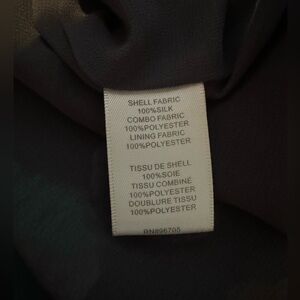 SHELL FABRIC
100%SILK
COMBO FABRIC
100%POLYESTER
LINING FABRIC
100%POLYESTER
TISSU DE SHELL
100%SOIE
TISSU COMBINÉ
100%POLYESTER
DOUBLURE TISSU
100%POLYESTER
RN896705